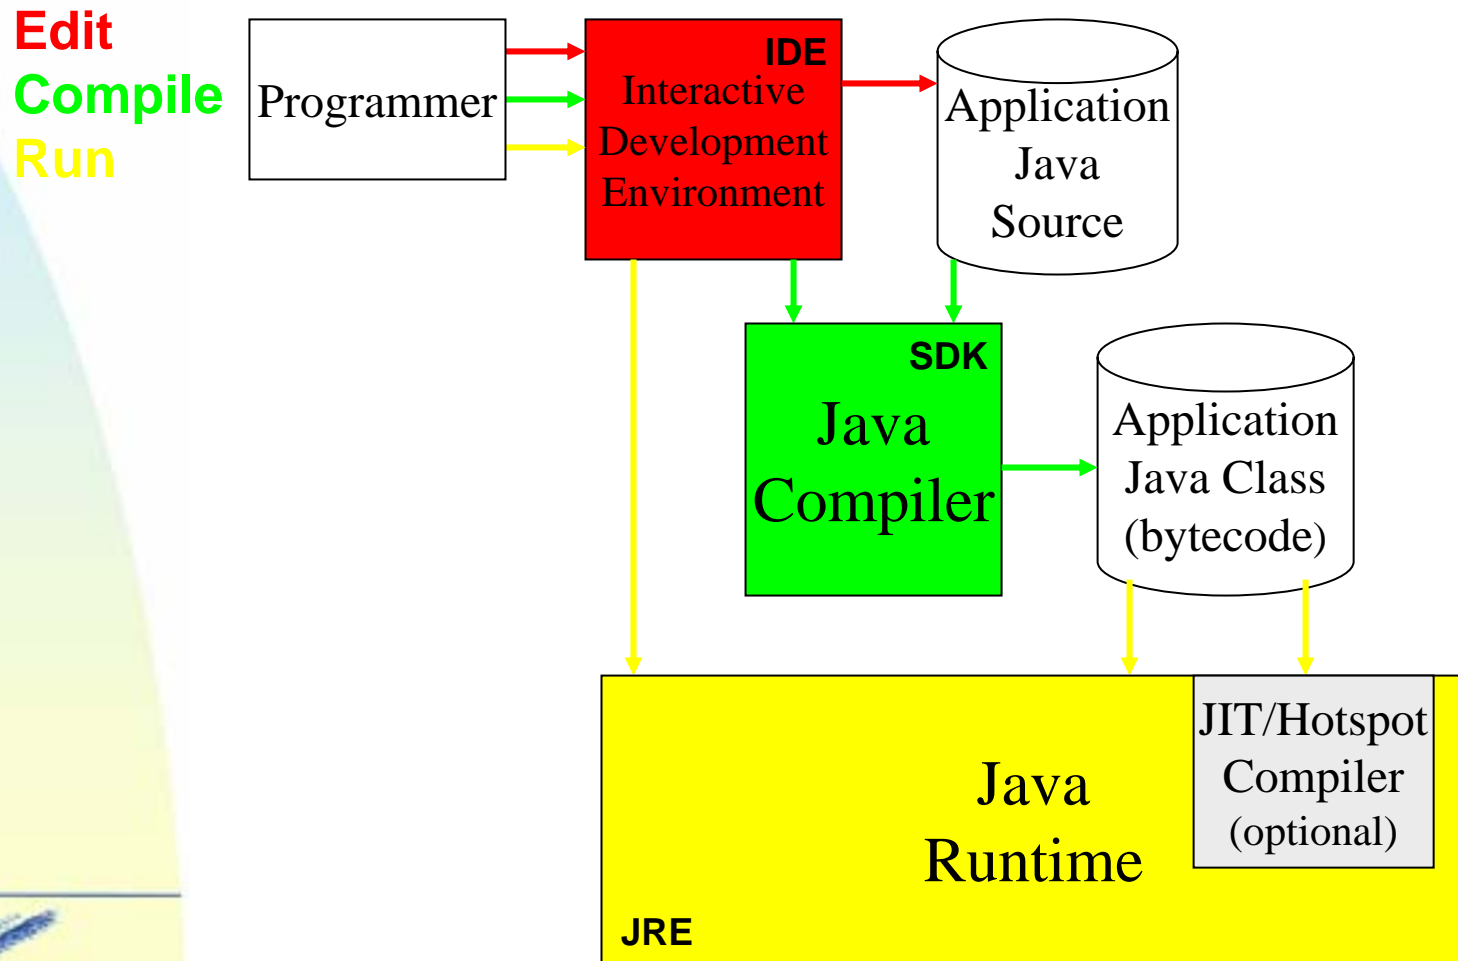 Edit
Compile
Run
Programmer
IDE
Interactive
Development
Environment
Application
Java
Source
SDK
Java
Compiler
Application
Java Class
(bytecode)
JIT/Hotspot
Compiler
(optional)
Java
Runtime
JRE